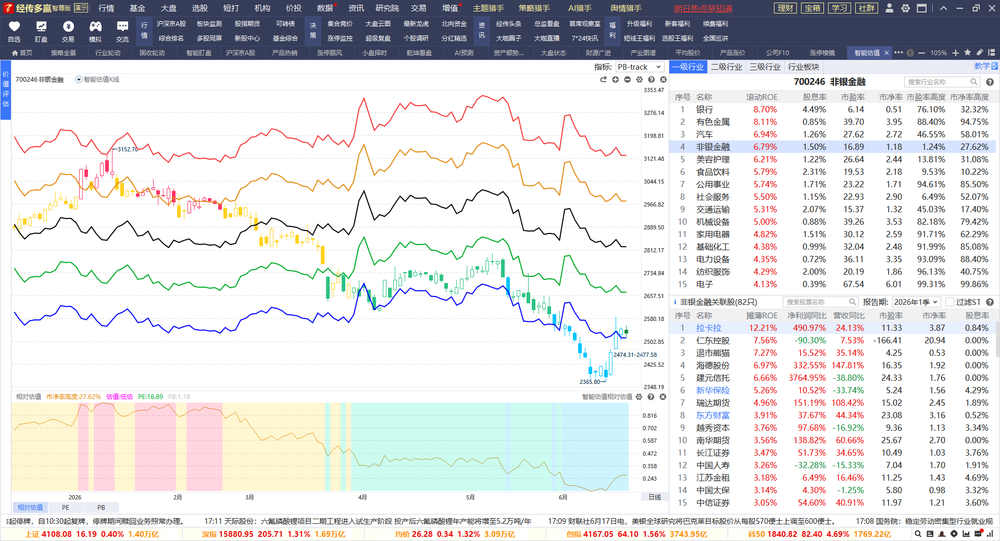 经传多赢 智尊版 演示 行情 基金 大盘 选股 短打 机构 价投 数据 资讯 研究院 交易 增值 主题猎手 策略猎手 AI猎手 舆情猎手 明日热点早知道 理财 宝箱 学习 社群
自选 盯盘 交易 模拟 交流
行情 沪深京A股 板块监测 股指期货 可转债 决策 集合竞价 大盘云图 最新龙虎 北向资金 资讯 经传头条 总监看盘 首席观察室 福利 升级福利 新客福利 续费福利
综合排名 多股同屏 新股中心 基金综合 涨停监控 超级复盘 个股调研 分红精选 大咖圈子 大咖直播 7*24快讯 短线王福利 选股王福利 全国巡讲
首页 策略全景 行业轮动 固收轮动 智能盯盘 沪深京A股 产品热销 涨停跟风 小盘择时 乾坤看盘 AI预测 资产顺势... 大盘状态 财源广进 产业图谱 平均股价 产品涨价 公司F10 涨停棱镜 智能估值 105%
价值评估
指标: PB-track
700246 非银金融 智能估值K线
3353.47
3276.14
3198.81
3121.48
3044.15
2966.82
2889.50
2812.17
2734.84
2657.51
2580.18
2502.85
2425.52
2348.19
3152.70
2474.31-2477.58
2365.80
相对估值 市净率高度:27.62% 估值:低估 PE:16.89 PB:1.18 智能估值相对估值
0.816
0.702
0.587
0.472
0.358
0.243
2026 2月 3月 4月 5月 6月 日线
相对估值 PE PB
一级行业 二级行业 三级行业 行业板块 教学
700246 非银金融 搜索行业名称
序号 名称 滚动ROE 股息率 市盈率 市净率 市盈率高度 市净率高度
1 银行 8.70% 4.49% 6.14 0.51 76.10% 32.32%
2 有色金属 8.11% 0.85% 39.70 3.95 88.40% 94.75%
3 汽车 6.94% 1.26% 27.62 2.72 46.55% 58.01%
4 非银金融 6.79% 1.50% 16.89 1.18 1.24% 27.62%
5 美容护理 6.21% 1.22% 26.64 2.44 13.81% 31.08%
6 食品饮料 5.79% 2.31% 19.53 2.18 9.53% 10.22%
7 公用事业 5.74% 1.71% 23.22 1.71 94.61% 85.50%
8 社会服务 5.50% 1.15% 22.93 2.90 6.49% 52.07%
9 交通运输 5.31% 2.07% 15.37 1.32 45.03% 17.40%
10 机械设备 5.00% 0.88% 39.26 3.53 82.18% 79.42%
11 家用电器 4.82% 1.51% 30.12 2.59 91.71% 62.29%
12 基础化工 4.38% 0.99% 32.04 2.48 91.99% 85.08%
13 电力设备 4.35% 0.72% 36.11 3.35 93.09% 88.40%
14 纺织服饰 4.29% 2.00% 20.19 1.86 96.13% 40.75%
15 电子 4.13% 0.39% 67.54 6.01 99.31% 99.86%
非银金融关联股(82只) 搜索股票名称 报告期: 2026年1季 过滤ST
序号 名称 摊薄ROE 净利润同比 营收同比 市盈率 市净率 股息率
1 拉卡拉 12.21% 490.97% 24.13% 11.33 3.87 0.84%
2 仁东控股 7.56% -90.30% 7.53% -166.41 20.94 0.00%
3 退市熊猫 7.27% 15.52% 35.14% 4.25 0.53 0.00%
4 海德股份 6.97% 332.55% 147.81% 16.35 1.92 0.00%
5 建元信托 6.66% 3764.95% -38.80% 24.33 1.76 0.00%
6 新华保险 5.26% 10.52% -33.74% 5.24 1.56 4.29%
7 瑞达期货 4.96% 151.19% 108.42% 15.02 2.45 1.89%
8 东方财富 3.91% 37.67% 44.34% 23.08 3.16 0.52%
9 越秀资本 3.76% 97.68% -16.92% 9.36 1.13 3.34%
10 南华期货 3.56% 138.82% 60.66% 25.67 2.70 0.00%
11 长江证券 3.47% 51.73% 34.65% 10.49 1.03 3.76%
12 中国人寿 3.26% -32.28% -15.33% 7.04 1.70 1.91%
13 江苏金租 3.18% 6.49% 16.46% 11.25 1.43 4.69%
14 中国太保 3.14% 4.30% -1.25% 5.80 0.98 3.32%
15 中信证券 3.05% 54.60% 40.91% 11.97 1.21 3.60%
起停牌，自10:30起复牌，停牌期间赎回业务照常办理。 17:11 天际股份：六氟磷酸锂项目二期工程进入试生产阶段 投产后六氟磷酸锂年产能将增至5.2万吨/年 17:09 财联社6月17日电，美银全球研究将巴克莱目标股价从每股570便士上调至600便士。 17:08 国务院：稳定劳动密集型行业就业规
上证 4108.08 16.19 0.40% 1.40万亿 深指 15880.95 205.71 1.31% 1.69万亿 均价 26.28 0.34 1.32% 3.09万亿 创指 4167.05 64.10 1.56% 3743.95亿 科50 1840.82 82.40 4.69% 1769.22亿